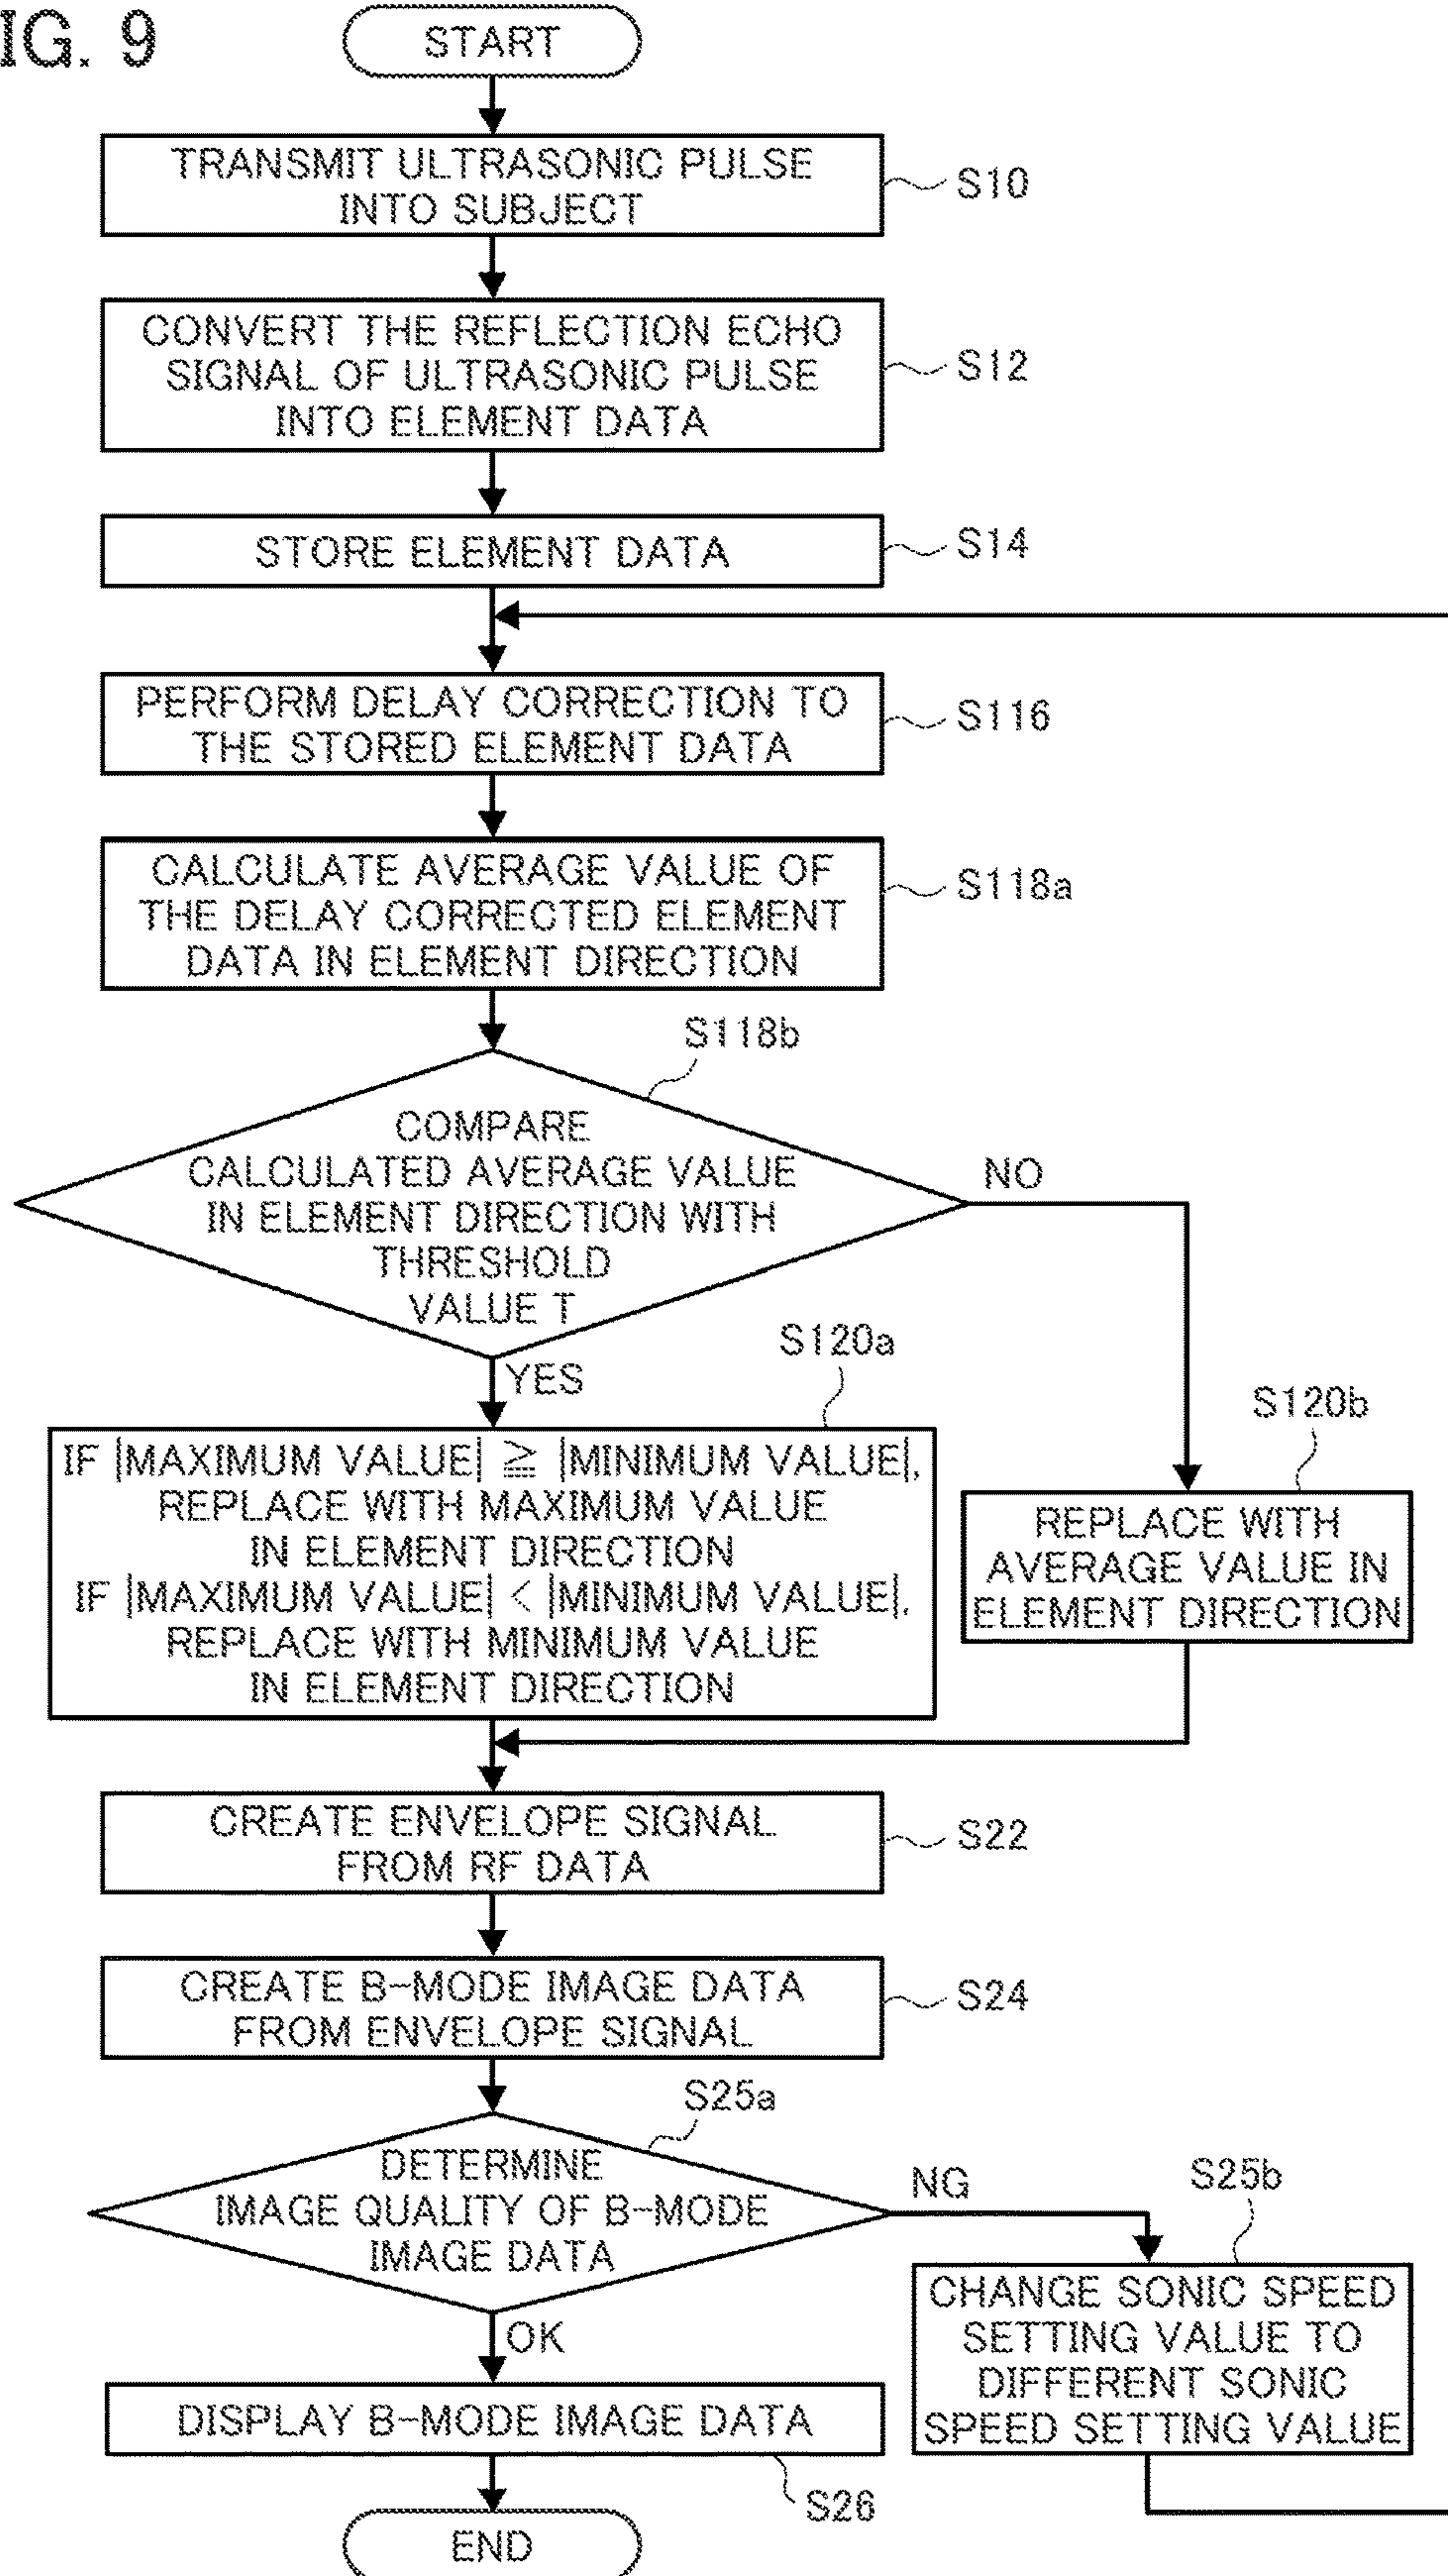 IG. 9
START
TRANSMIT ULTRASONIC PULSE
INTO SUBJECT
S10
CONVERT THE REFLECTION ECHO
SIGNAL OF ULTRASONIC PULSE
INTO ELEMENT DATA
S12
STORE ELEMENT DATA
S14
PERFORM DELAY CORRECTION TO
THE STORED ELEMENT DATA
S116
CALCULATE AVERAGE VALUE OF
THE DELAY CORRECTED ELEMENT
DATA IN ELEMENT DIRECTION
S118a
S118b
COMPARE
CALCULATED AVERAGE VALUE
IN ELEMENT DIRECTION WITH
THRESHOLD
VALUE T
NO
YES
S120a
IF |MAXIMUM VALUE| ≧ |MINIMUM VALUE|,
REPLACE WITH MAXIMUM VALUE
IN ELEMENT DIRECTION
IF |MAXIMUM VALUE| < |MINIMUM VALUE|,
REPLACE WITH MINIMUM VALUE
IN ELEMENT DIRECTION
S120b
REPLACE WITH
AVERAGE VALUE IN
ELEMENT DIRECTION
CREATE ENVELOPE SIGNAL
FROM RF DATA
S22
CREATE B-MODE IMAGE DATA
FROM ENVELOPE SIGNAL
S24
S25a
DETERMINE
IMAGE QUALITY OF B-MODE
IMAGE DATA
NG
OK
S25b
CHANGE SONIC SPEED
SETTING VALUE TO
DIFFERENT SONIC
SPEED SETTING VALUE
DISPLAY B-MODE IMAGE DATA
S26
END